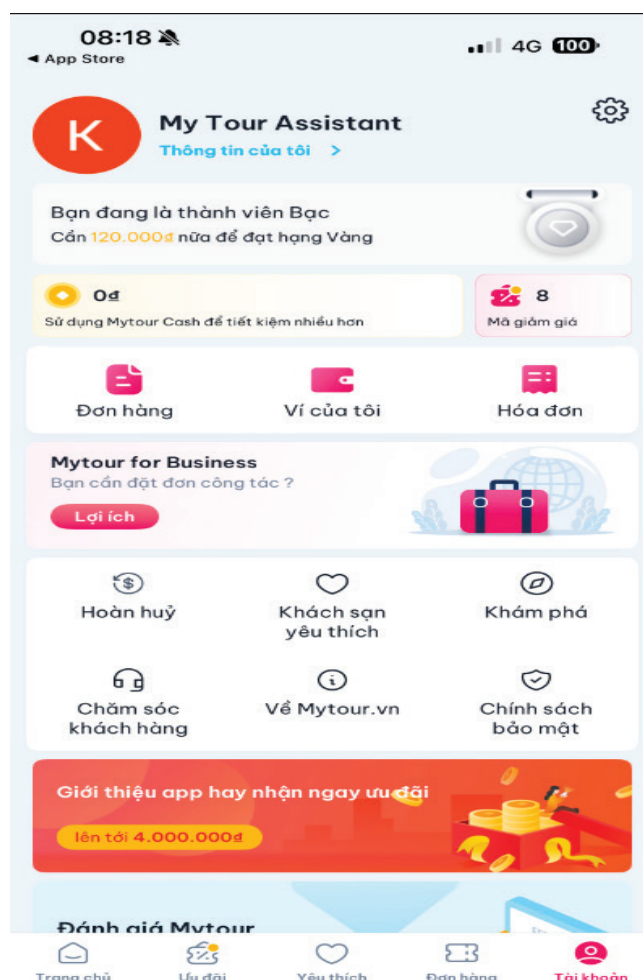 08:18
4G 100
App Store
K
My Tour Assistant
Thông tin của tôi >
Bạn đang là thành viên Bạc
Cần 120.000đ nữa để đạt hạng Vàng
0đ
Sử dụng Mytour Cash để tiết kiệm nhiều hơn
8
Mã giảm giá
Đơn hàng
Ví của tôi
Hóa đơn
Mytour for Business
Bạn cần đặt đơn công tác ?
Lợi ích
Hoàn huỷ
Khách sạn
yêu thích
Khám phá
Chăm sóc
khách hàng
Về Mytour.vn
Chính sách
bảo mật
Giới thiệu app hay nhận ngay ưu đãi
lên tới 4.000.000đ
Đánh giá Mytour
Trang chủ
Ưu đãi
Yêu thích
Đơn hàng
Tài khoản